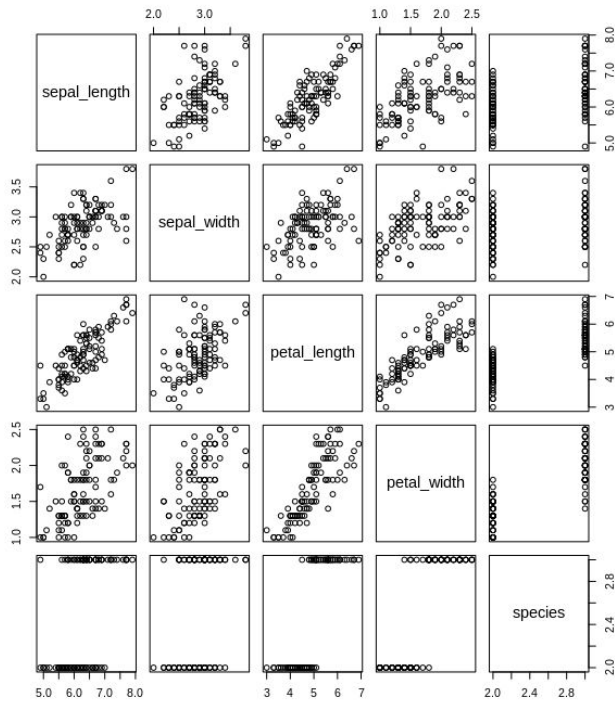 2.0 3.0 1.0 1.5 2.0 2.5
sepal_length
5.0 6.0 7.0 8.0
2.0 2.5 3.0 3.5
sepal_width
petal_length
3 4 5 6 7
1.0 1.5 2.0 2.5
petal_width
species
2.0 2.4 2.8
5.0 6.0 7.0 8.0 3 4 5 6 7 2.0 2.4 2.8